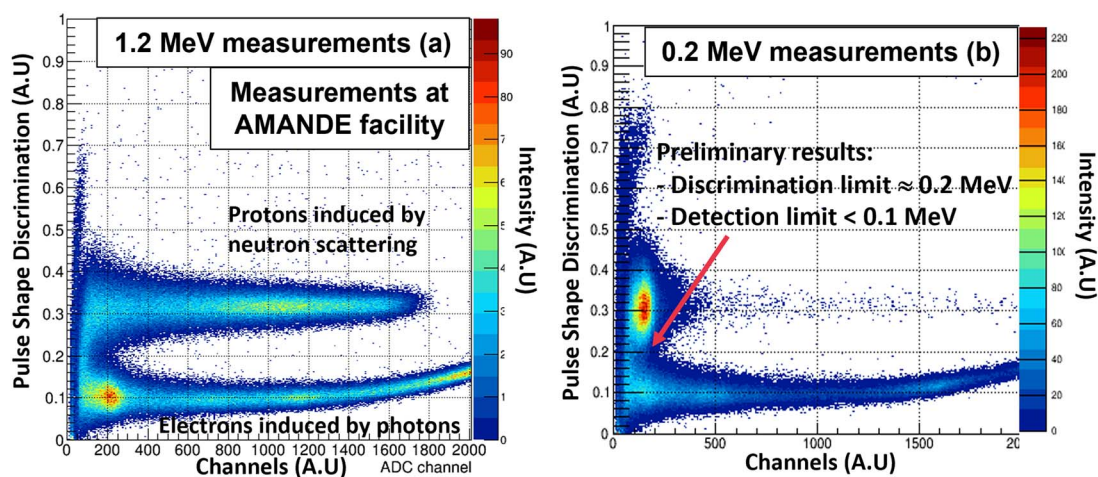 1.2 MeV measurements (a)
Measurements at
AMANDE facility
Protons induced by
neutron scattering
Electrons induced by photons
Pulse Shape Discrimination (A.U)
1
0.9
0.8
0.7
0.6
0.5
0.4
0.3
0.2
0.1
0
0 200 400 600 800 1000 1200 1400 1600 1800 2000
Channels (A.U)
ADC channel
90
80
70
0
Intensity (A.U)
0.2 MeV measurements (b)
Preliminary results:
- Discrimination limit ≈ 0.2 MeV
- Detection limit < 0.1 MeV
Pulse Shape Discrimination (A.U)
1
0.9
0.8
0.7
0.6
0.5
0.4
0.3
0.2
0.1
0
0 500 1000 1500 20
Channels (A.U)
220
200
180
160
140
120
80
60
40
20
0
Intensity (A.U)